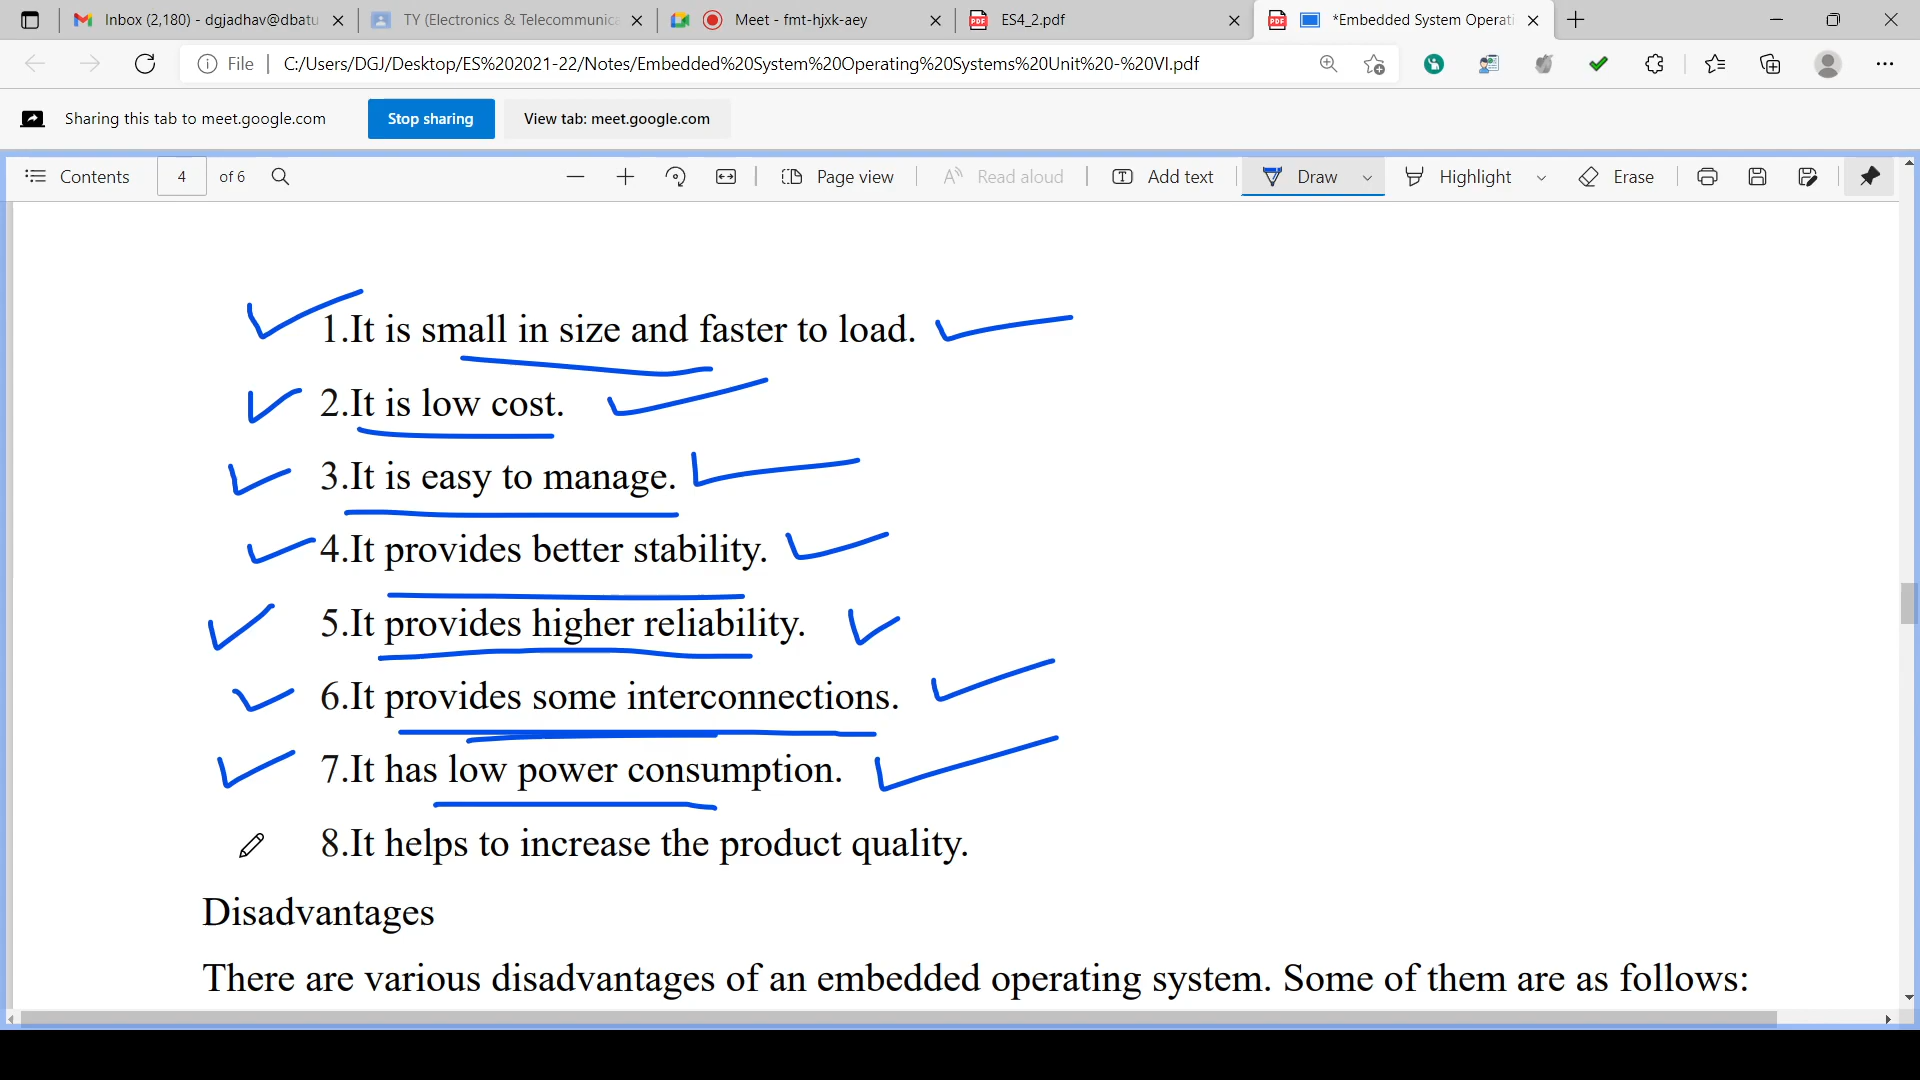 Inbox (2,180) - dgjadhav@dbatu
TY (Electronics & Telecommunica
Meet - fmt-hjxk-aey
ES4_2.pdf
*Embedded System Operati
File
C:/Users/DGJ/Desktop/ES%202021-22/Notes/Embedded%20System%20Operating%20Systems%20Unit%20-%20VI.pdf
Sharing this tab to meet.google.com
Stop sharing
View tab: meet.google.com
Contents
4
of 6
Page view
Read aloud
Add text
Draw
Highlight
Erase
1.It is small in size and faster to load.
2.It is low cost.
3.It is easy to manage.
4.It provides better stability.
5.It provides higher reliability.
6.It provides some interconnections.
7.It has low power consumption.
8.It helps to increase the product quality.
Disadvantages
There are various disadvantages of an embedded operating system. Some of them are as follows: